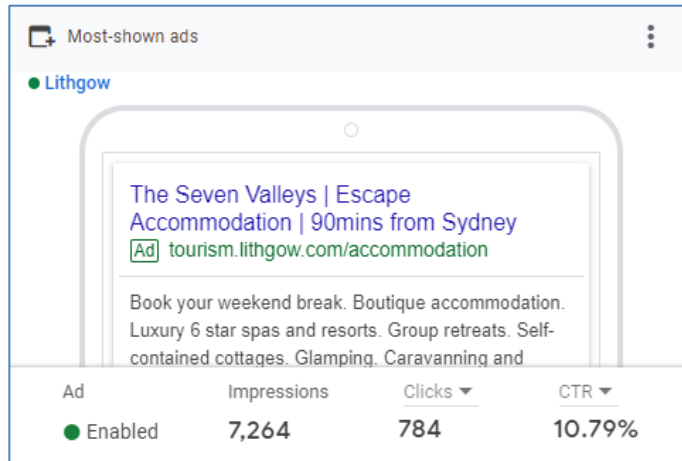 Most-shown ads
Lithgow
The Seven Valleys | Escape
Accommodation | 90mins from Sydney
Ad tourism.lithgow.com/accommodation
Book your weekend break. Boutique accommodation.
Luxury 6 star spas and resorts. Group retreats. Self-
contained cottages. Glamping. Caravanning and
Ad Impressions Clicks CTR
Enabled 7,264 784 10.79%